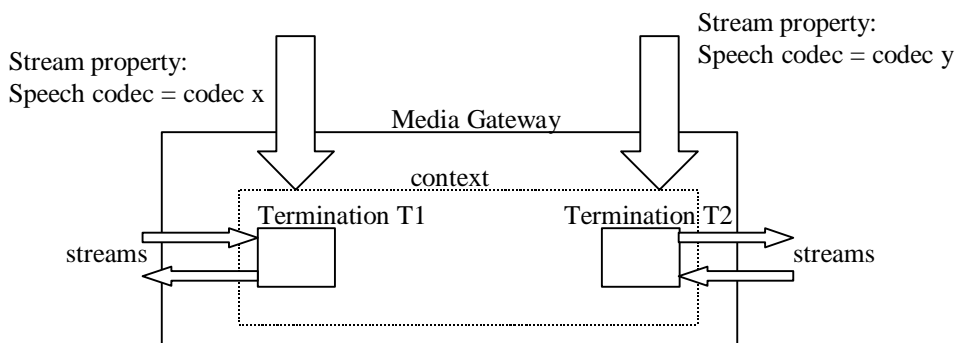 Stream property:
Speech codec = codec x
Stream property:
Speech codec = codec y
Media Gateway
context
Termination T1
Termination T2
streams
streams